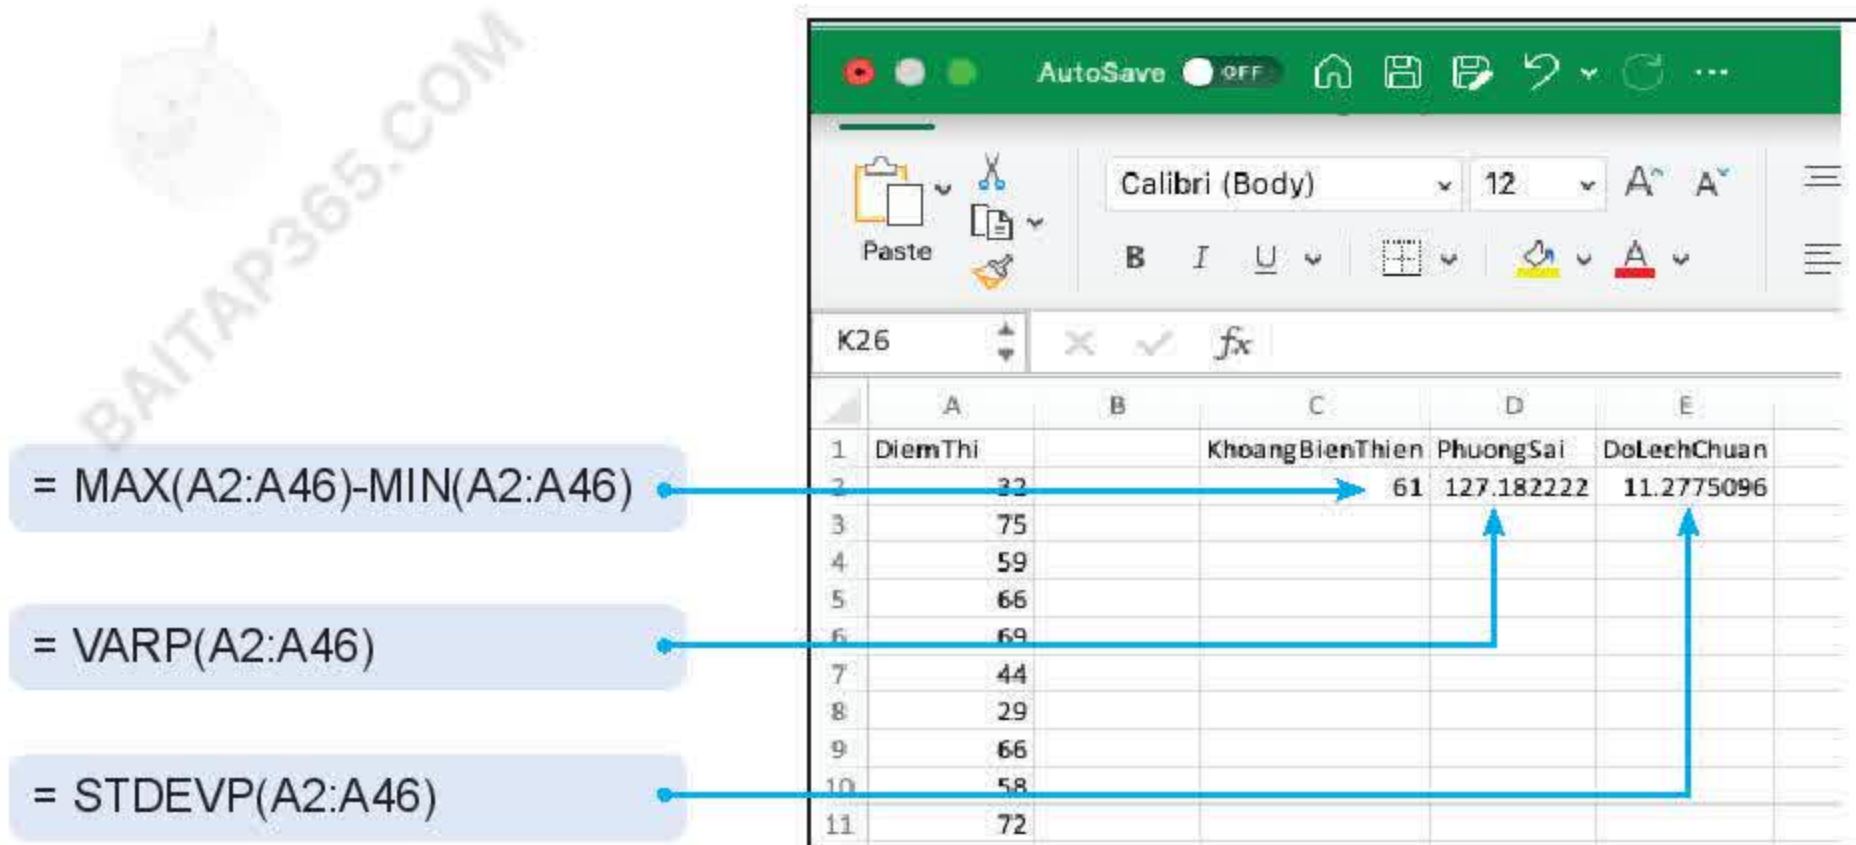 BAITAP365.COM
AutoSave OFF
Calibri (Body) 12 A A
Paste
B I U A
K26 fx
A B C D E
1 DiemThi KhoangBienThien PhuongSai DoLechChuan
= MAX(A2:A46)-MIN(A2:A46)
2 32 61 127.182222 11.2775096
3 75
4 59
5 66
= VARP(A2:A46)
6 69
7 44
8 29
9 66
= STDEVP(A2:A46)
10 58
11 72